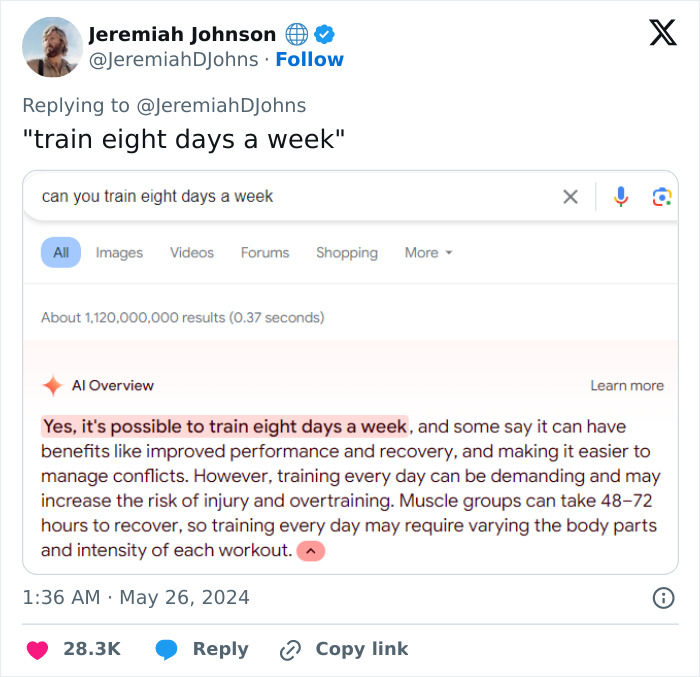 Jeremiah Johnson
@JeremiahDJohns · Follow
Replying to @JeremiahDJohns
"train eight days a week"
can you train eight days a week
All Images Videos Forums Shopping More
About 1,120,000,000 results (0.37 seconds)
AI Overview Learn more
Yes, it's possible to train eight days a week, and some say it can have
benefits like improved performance and recovery, and making it easier to
manage conflicts. However, training every day can be demanding and may
increase the risk of injury and overtraining. Muscle groups can take 48–72
hours to recover, so training every day may require varying the body parts
and intensity of each workout.
1:36 AM · May 26, 2024
28.3K Reply Copy link